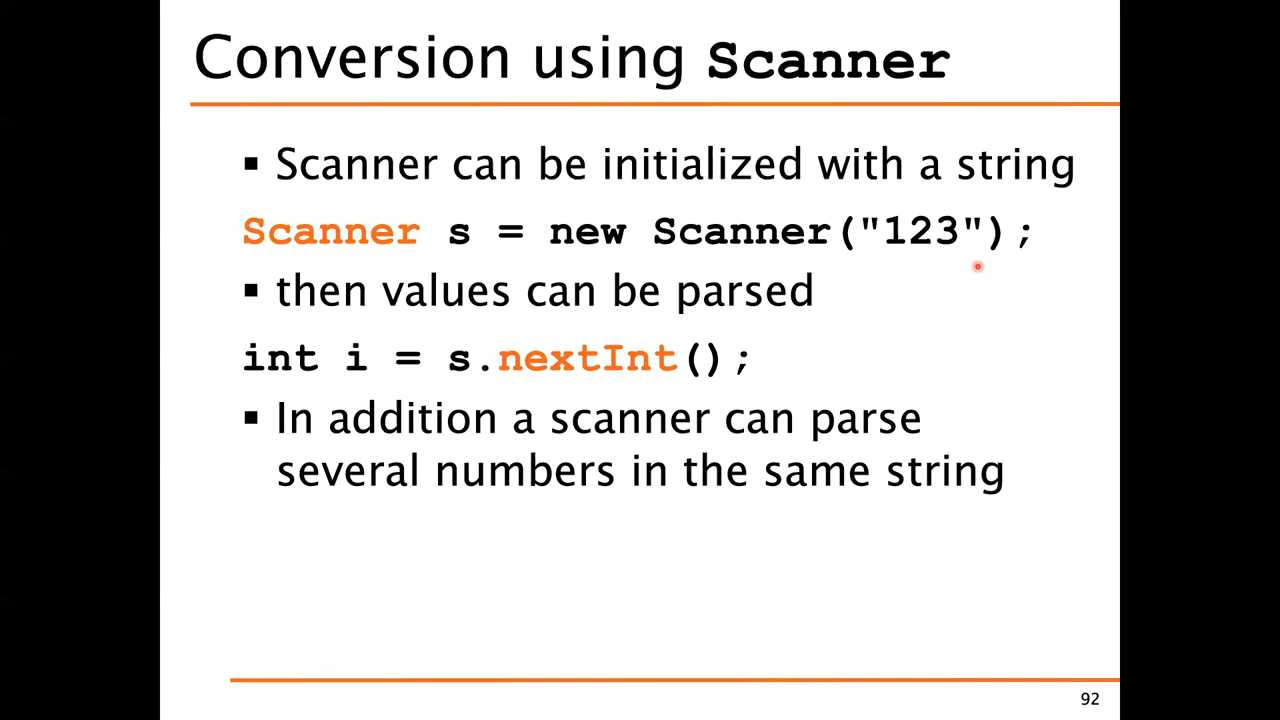 Conversion using Scanner
▪ Scanner can be initialized with a string
Scanner s = new Scanner("123");
▪ then values can be parsed
int i = s.nextInt();
▪ In addition a scanner can parse
several numbers in the same string
92